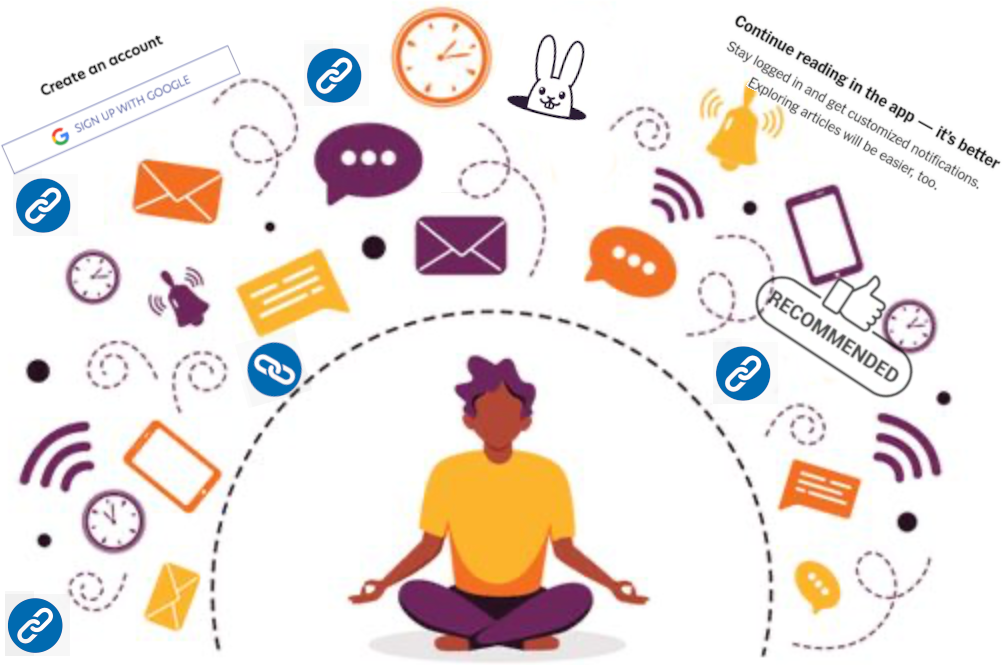 Create an account
SIGN UP WITH GOOGLE
Continue reading in the app — it's better
Stay logged in and get customized notifications.
Exploring articles will be easier, too.
RECOMMENDED